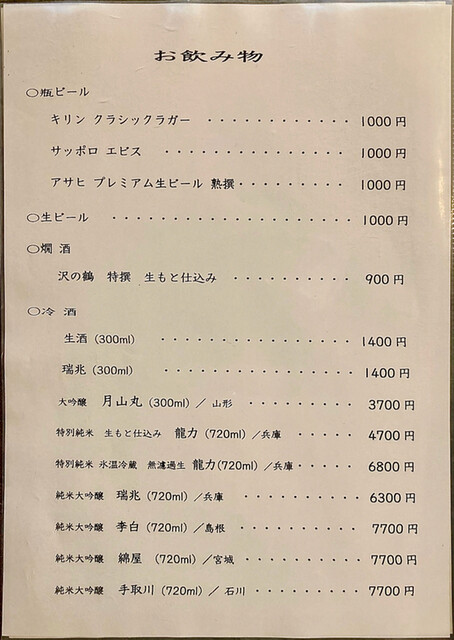 お飲み物
○瓶ビール
キリン クラシックラガー ・・・・・・・・・・・・ 1000円
サッポロ ヱビス ・・・・・・・・・・・・・・・ 1000円
アサヒ プレミアム生ビール 熟撰・・・・・・・・・ 1000円
○生ビール ・・・・・・・・・・・・・・・・・・・ 1000円
○燗 酒
沢の鶴 特撰 生もと仕込み ・・・・・・・・・・ 900円
○冷 酒
生酒 (300ml) ・・・・・・・・・・・・・・・ 1400円
瑞兆 (300ml) ・・・・・・・・・・・・・・・ 1400円
大吟醸 月山丸 (300ml) / 山形 ・・・・・・・・・・ 3700円
特別純米 生もと仕込み 龍力 (720ml) /兵庫 ・・・・・ 4700円
特別純米 氷温冷蔵 無濾過生 龍力(720ml) /兵庫・・・・・ 6800円
純米大吟醸 瑞兆 (720ml) /兵庫 ・・・・・・・・・ 6300円
純米大吟醸 李白 (720ml) /島根 ・・・・・・・・・ 7700円
純米大吟醸 綿屋 (720ml) /宮城 ・・・・・・・・・ 7700円
純米大吟醸 手取川 (720ml) / 石川 ・・・・・・・・・ 7700円